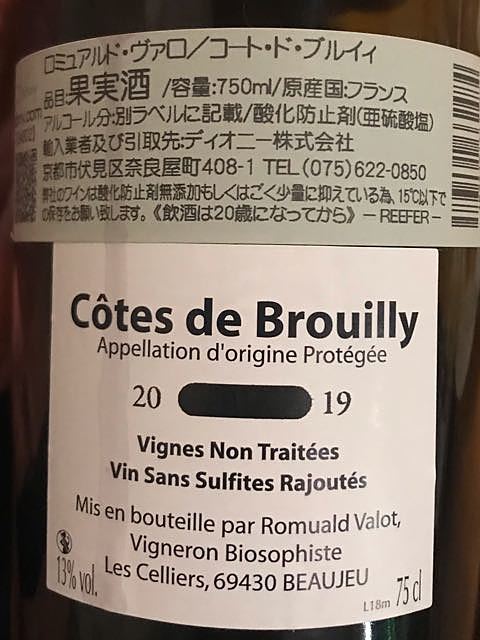 ロミュアルド・ヴァロ／コート・ド・ブルイィ
品目:果実酒 /容量:750ml/原産国:フランス
アルコール分:別ラベルに記載/酸化防止剤(亜硫酸塩)
輸入業者及び引取先:ディオニー株式会社
京都市伏見区奈良屋町408-1 TEL(075)622-0850
弊社のワインは酸化防止剤無添加もしくはごく少量に抑えている為、15℃以下で
の保存をお願い致します。《飲酒は20歳になってから》 ーREEFERー
Côtes de Brouilly
Appellation d'origine Protégée
20 19
Vignes Non Traitées
Vin Sans Sulfites Rajoutés
Mis en bouteille par Romuald Valot,
Vigneron Biosophiste
Les Celliers, 69430 BEAUJEU
13% vol.
L18m 75 cl